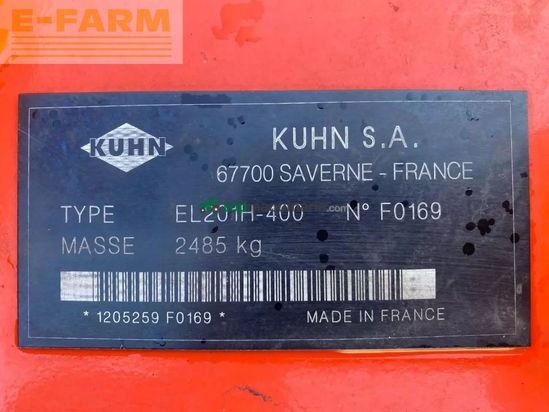 E-FARM
KUHN
KUHN S.A.
67700 SAVERNE - FRANCE
TYPE EL201H-400 N° F0169
MASSE 2485 kg
* 1205259 F0169 *
MADE IN FRANCE